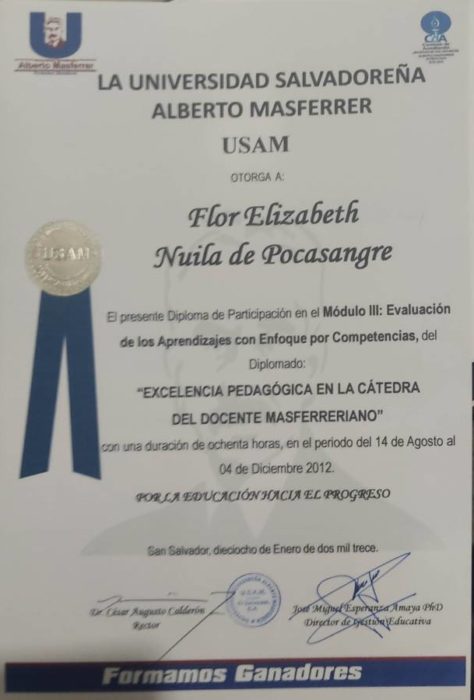 Alberto Masferrer
CdA
LA UNIVERSIDAD SALVADOREÑA
ALBERTO MASFERRER
USAM
OTORGA A:
Flor Elizabeth
Nuila de Pocasangre
USAM
El presente Diploma de Participación en el Módulo III: Evaluación
de los Aprendizajes con Enfoque por Competencias, del
Diplomado:
“EXCELENCIA PEDAGÓGICA EN LA CÁTEDRA
DEL DOCENTE MASFERRERIANO”
con una duración de ochenta horas, en el periodo del 14 de Agosto al
04 de Diciembre 2012.
POR LA EDUCACIÓN HACIA EL PROGRESO
San Salvador, dieciocho de Enero de dos mil trece.
Dr. César Augusto Calderón
Rector
U.S.A.M.
José Miguel Esperanza Amaya PhD
Director de Gestión Educativa
Formamos Ganadores